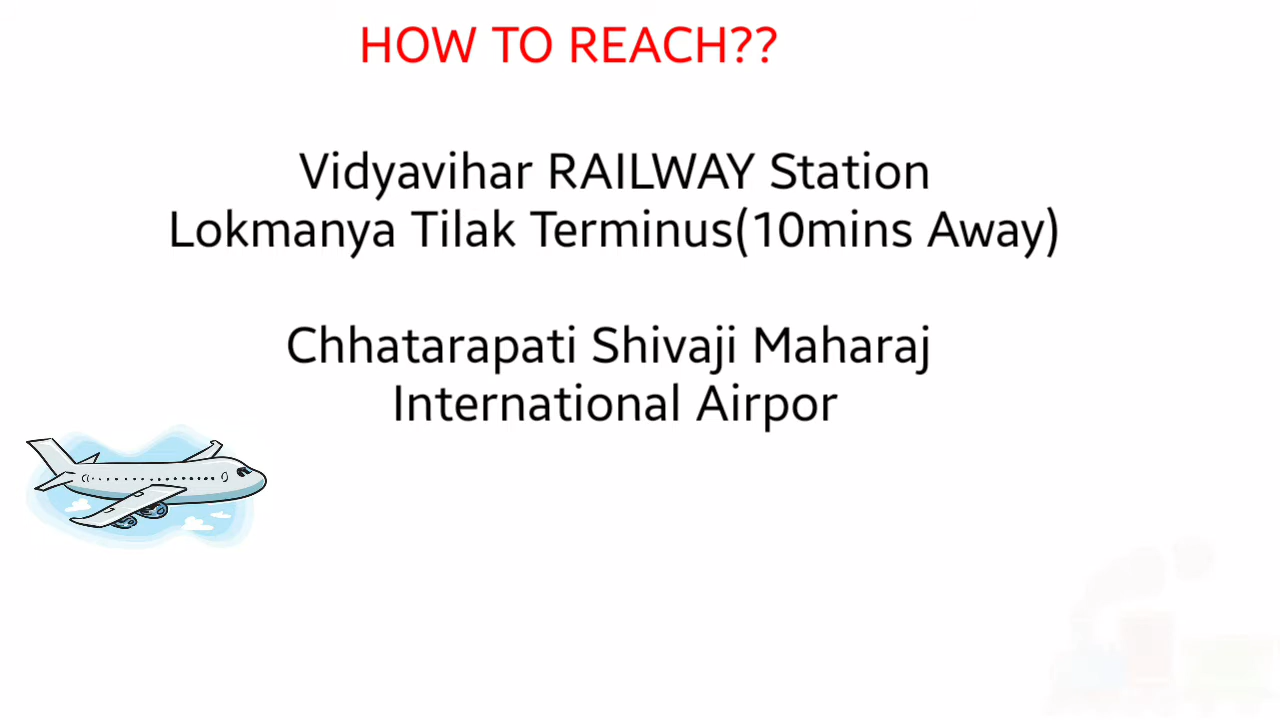 HOW TO REACH??
Vidyavihar RAILWAY Station
Lokmanya Tilak Terminus(10mins Away)
Chhatarapati Shivaji Maharaj
International Airpor